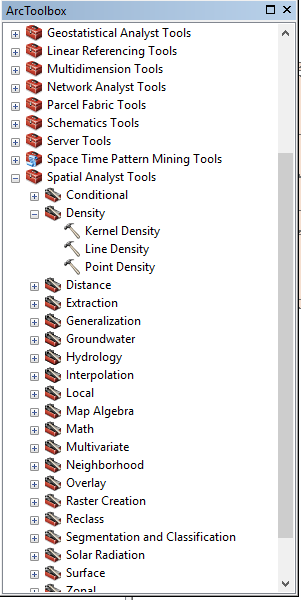 ArcToolbox
Geostatistical Analyst Tools
Linear Referencing Tools
Multidimension Tools
Network Analyst Tools
Parcel Fabric Tools
Schematics Tools
Server Tools
Space Time Pattern Mining Tools
Spatial Analyst Tools
Conditional
Density
Kernel Density
Line Density
Point Density
Distance
Extraction
Generalization
Groundwater
Hydrology
Interpolation
Local
Map Algebra
Math
Multivariate
Neighborhood
Overlay
Raster Creation
Reclass
Segmentation and Classification
Solar Radiation
Surface
Zonal